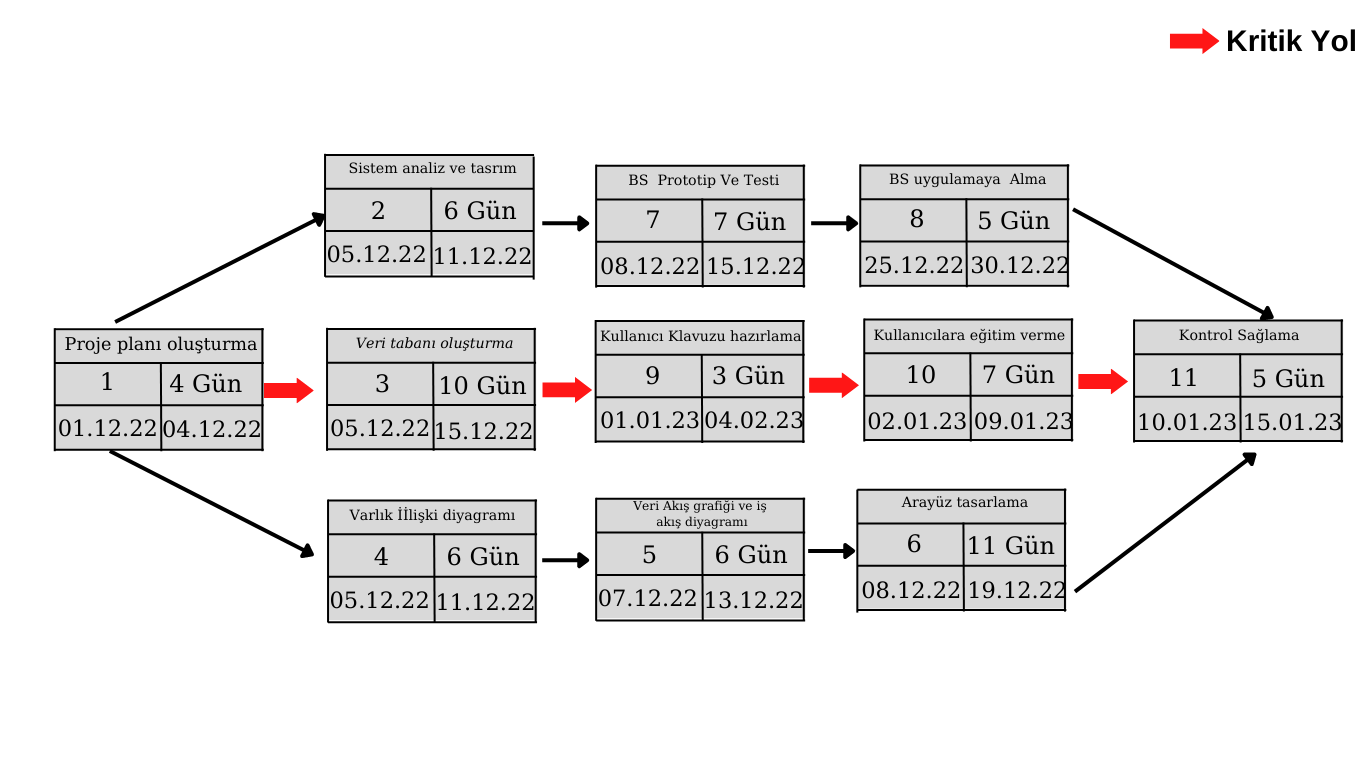 Kritik Yol
Sistem analiz ve tasrım
2 6 Gün
05.12.22 11.12.22
BS Prototip Ve Testi
7 7 Gün
08.12.22 15.12.22
BS uygulamaya Alma
8 5 Gün
25.12.22 30.12.22
Proje planı oluşturma
1 4 Gün
01.12.22 04.12.22
Veri tabanı oluşturma
3 10 Gün
05.12.22 15.12.22
Kullanıcı Klavuzu hazırlama
9 3 Gün
01.01.23 04.02.23
Kullanıcılara eğitim verme
10 7 Gün
02.01.23 09.01.23
Kontrol Sağlama
11 5 Gün
10.01.23 15.01.23
Varlık İİlişki diyagramı
4 6 Gün
05.12.22 11.12.22
Veri Akış grafiği ve iş
akış diyagramı
5 6 Gün
07.12.22 13.12.22
Arayüz tasarlama
6 11 Gün
08.12.22 19.12.22